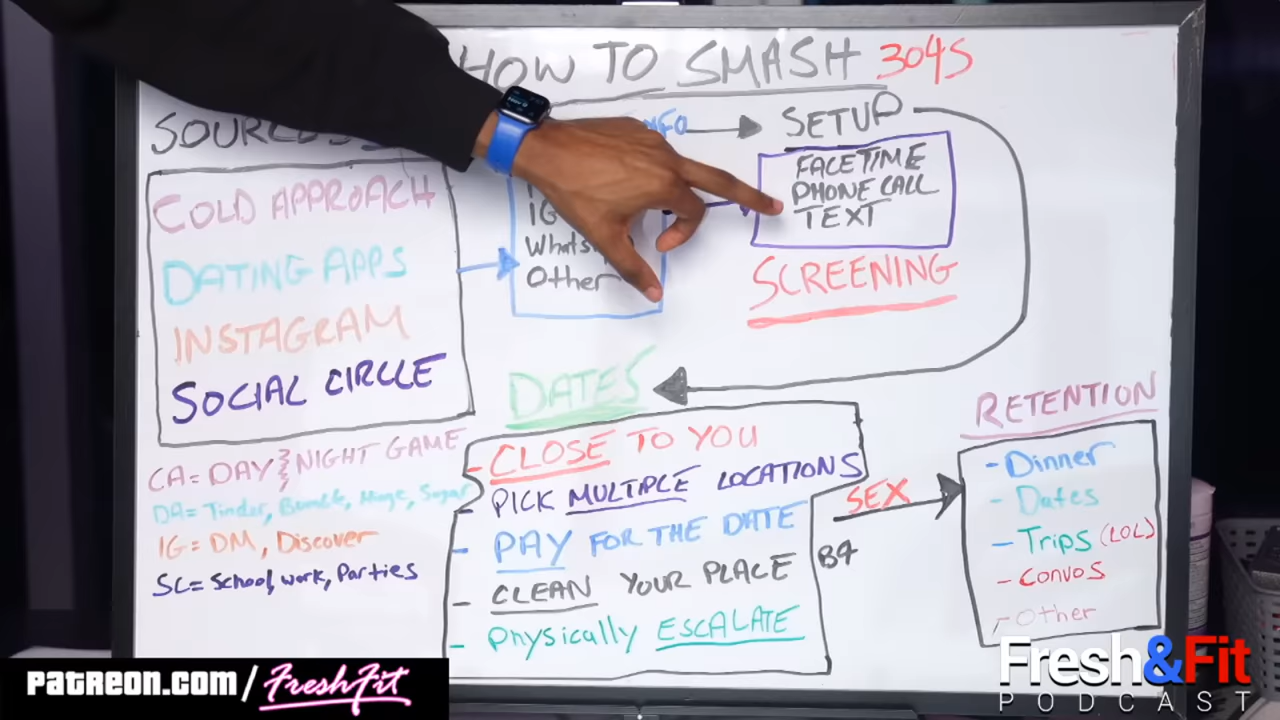 HOW TO SMASH 304S
SOURCES
INFO
SETUP
COLD APPROACH
DATING APPS
INSTAGRAM
SOCIAL CIRCLE
IG
Other
FACETIME
PHONE CALL
TEXT
SCREENING
CA = DAY & NIGHT GAME
DA = Tinder, Bumble, Hinge, Sugar
IG = DM, Discover
SC = School, work, Parties
DATES
- CLOSE TO YOU
- PICK MULTIPLE LOCATIONS
- PAY FOR THE DATE
- CLEAN YOUR PLACE B4
- Physically ESCALATE
SEX
RETENTION
- Dinner
- Dates
- Trips (LOL)
- Convos
- Other
patreon.com/FreshFit
Fresh&Fit
PODCAST